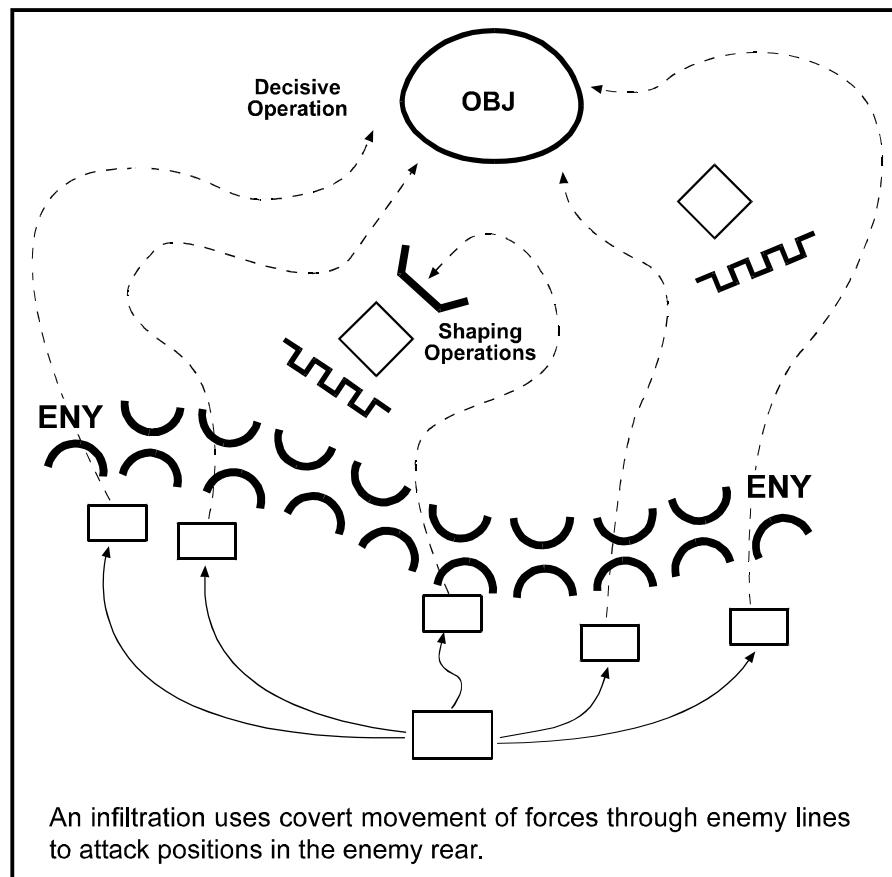 Decisive
Operation
OBJ
Shaping
Operations
ENY
ENY
An infiltration uses covert movement of forces through enemy lines
to attack positions in the enemy rear.